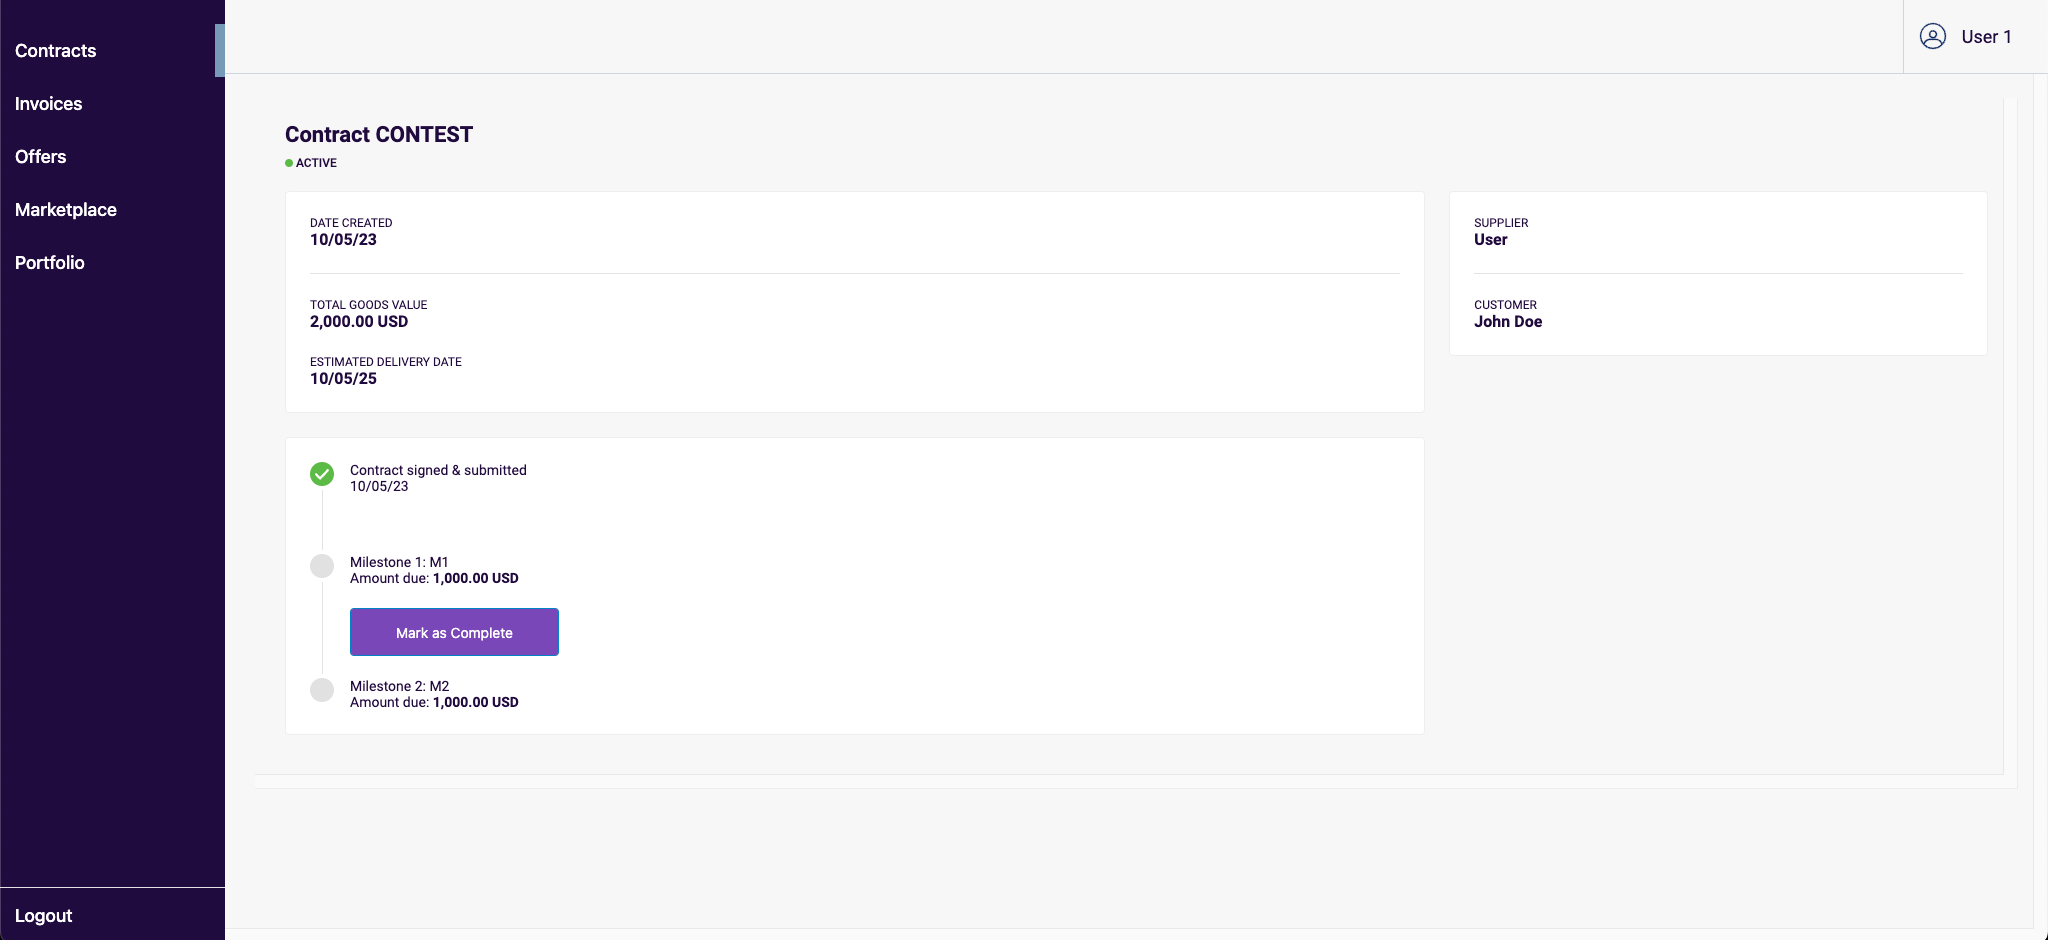 Contracts
Invoices
Offers
Marketplace
Portfolio
Logout
User 1
Contract CONTEST
ACTIVE
DATE CREATED
10/05/23
TOTAL GOODS VALUE
2,000.00 USD
ESTIMATED DELIVERY DATE
10/05/25
SUPPLIER
User
CUSTOMER
John Doe
Contract signed & submitted
10/05/23
Milestone 1: M1
Amount due: 1,000.00 USD
Mark as Complete
Milestone 2: M2
Amount due: 1,000.00 USD